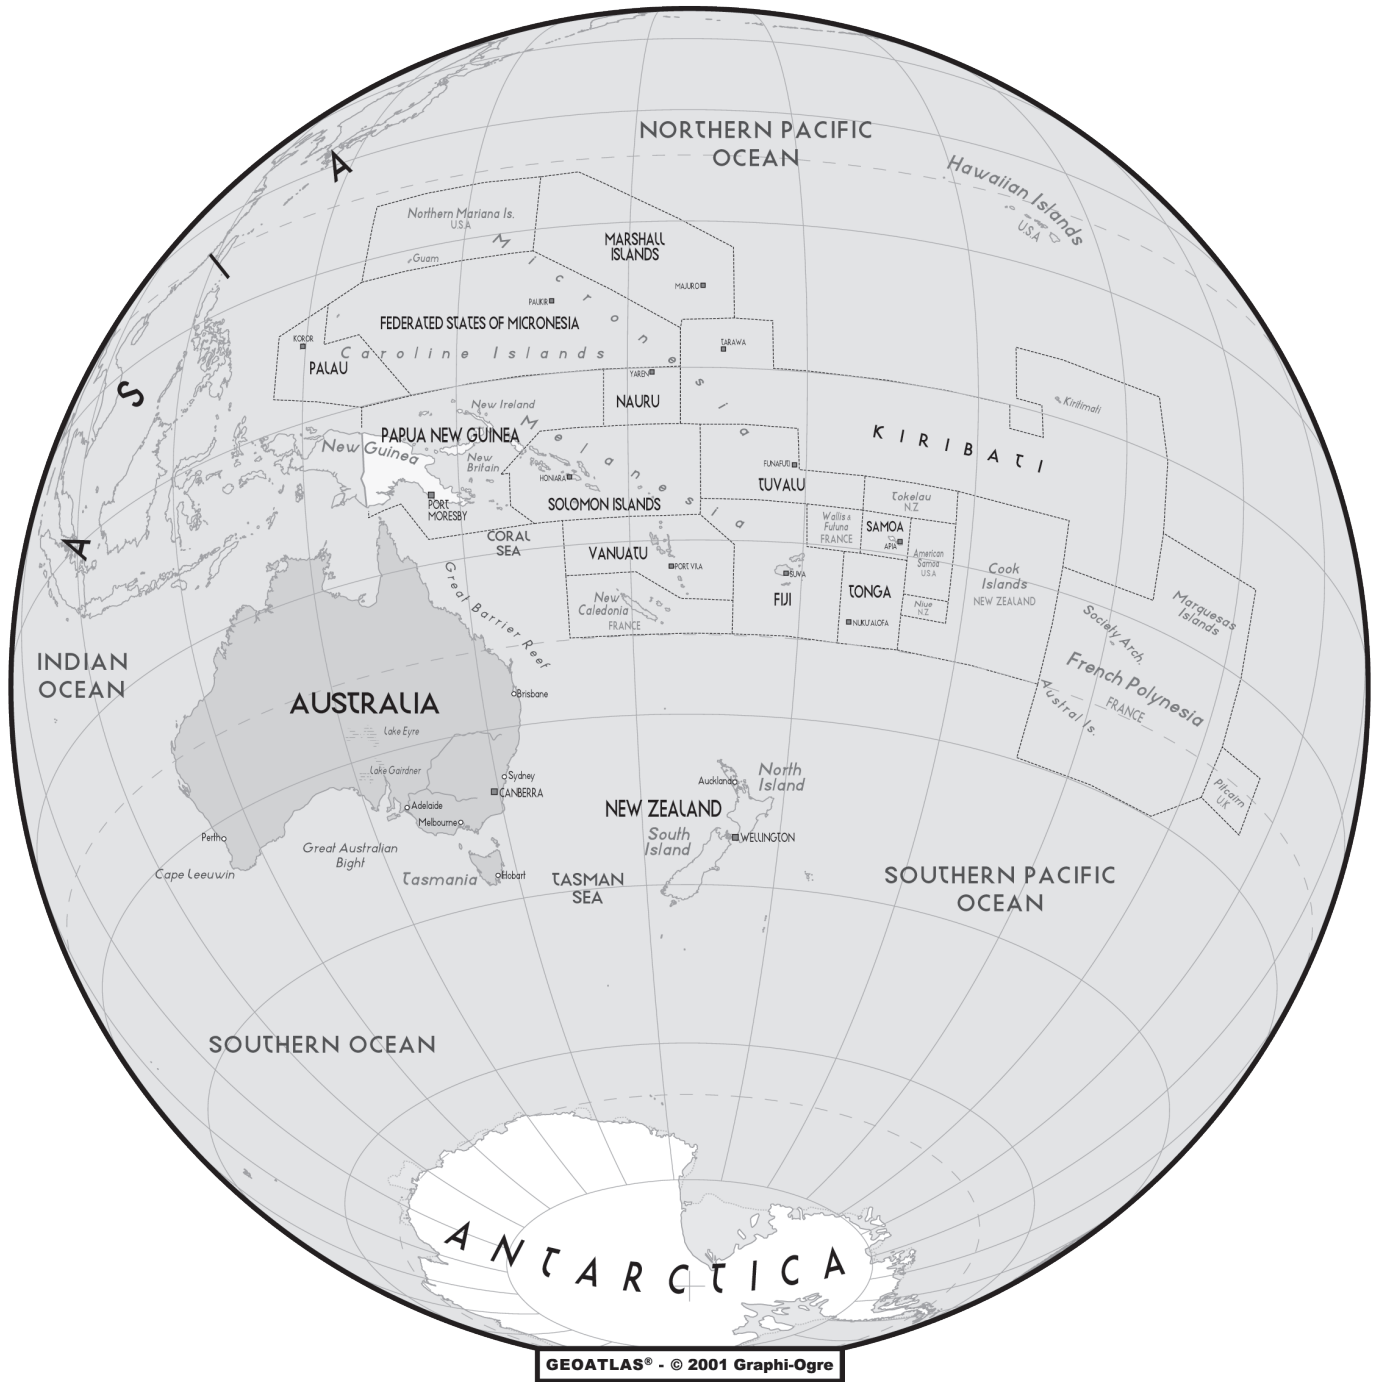 NORTHERN PACIFIC
OCEAN
Hawaiian Islands
U.S.A
A
I
S
A
Northern Mariana Is.
U.S.A
Guam
MARSHALL
ISLANDS
MAJURO
Micronesia
PALIKIR
FEDERATED STATES OF MICRONESIA
Caroline Islands
KOROR
PALAU
TARAWA
YAREN
NAURU
Kiritimati
KIRIBATI
New Ireland
PAPUA NEW GUINEA
New Guinea
New
Britain
Melanesia
HONIARA
SOLOMON ISLANDS
PORT
MORESBY
FUNAFUTI
TUVALU
Tokelau
N.Z
Wallis &
Futuna
FRANCE
SAMOA
APIA
American
Samoa
U.S.A
CORAL
SEA
VANUATU
PORT VILA
New
Caledonia
FRANCE
SUVA
FIJI
TONGA
NUKU'ALOFA
Niue
N.Z
Cook
Islands
NEW ZEALAND
Marquesas
Islands
Society Arch.
French Polynesia
FRANCE
Austral Is.
Pitcairn
U.K
Great Barrier Reef
INDIAN
OCEAN
AUSTRALIA
Brisbane
Lake Eyre
Lake Gairdner
Sydney
CANBERRA
Adelaide
Melbourne
Perth
Cape Leeuwin
Great Australian
Bight
Tasmania
Hobart
TASMAN
SEA
Auckland
North
Island
NEW ZEALAND
South
Island
WELLINGTON
SOUTHERN PACIFIC
OCEAN
SOUTHERN OCEAN
ANTARCTICA
GEOATLAS® - © 2001 Graphi-Ogre